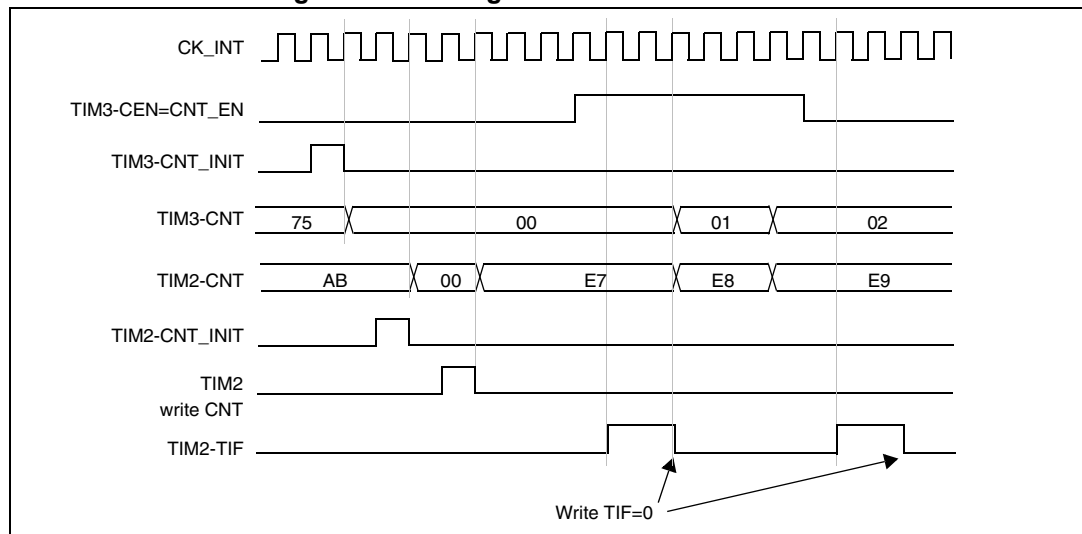 CK_INT
TIM3-CEN=CNT_EN
TIM3-CNT_INIT
TIM3-CNT 75 00 01 02
TIM2-CNT AB 00 E7 E8 E9
TIM2-CNT_INIT
TIM2
write CNT
TIM2-TIF
Write TIF=0